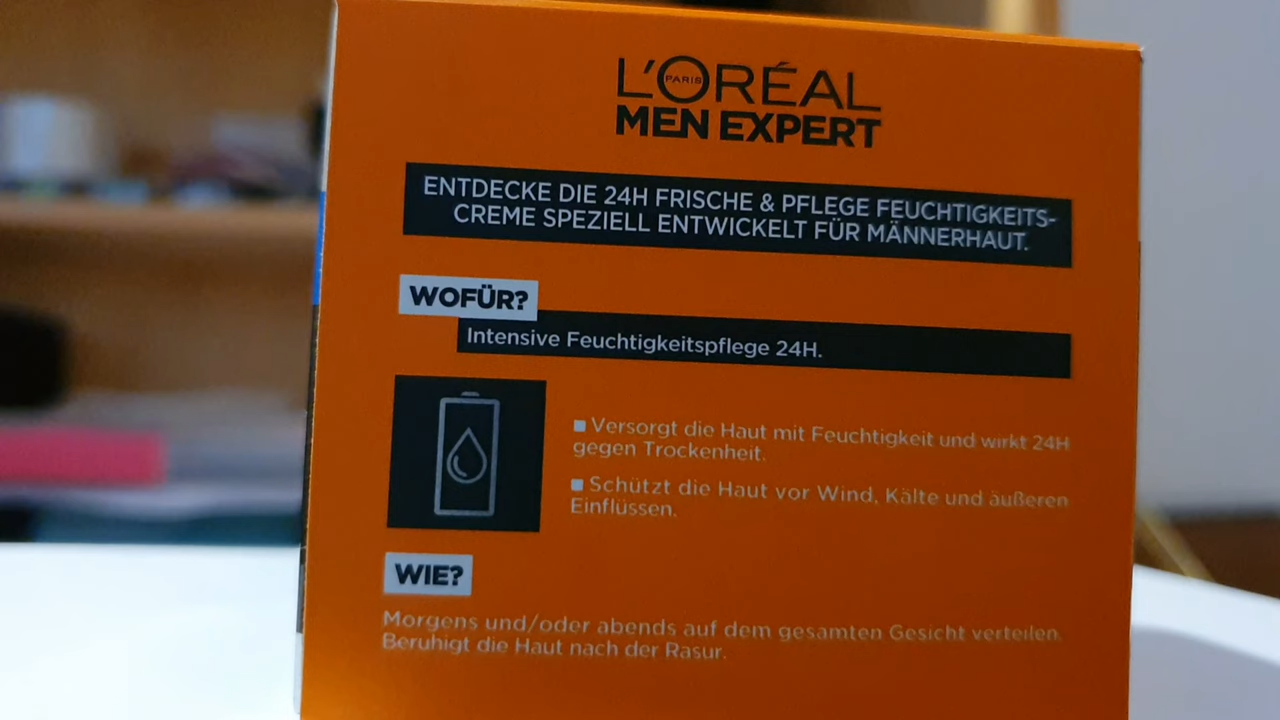 L'ORÉAL
PARIS
MEN EXPERT
ENTDECKE DIE 24H FRISCHE & PFLEGE FEUCHTIGKEITS-
CREME SPEZIELL ENTWICKELT FÜR MÄNNERHAUT.
WOFÜR?
Intensive Feuchtigkeitspflege 24H.
Versorgt die Haut mit Feuchtigkeit und wirkt 24H
gegen Trockenheit.
Schützt die Haut vor Wind, Kälte und äußeren
Einflüssen.
WIE?
Morgens und/oder abends auf dem gesamten Gesicht verteilen.
Beruhigt die Haut nach der Rasur.